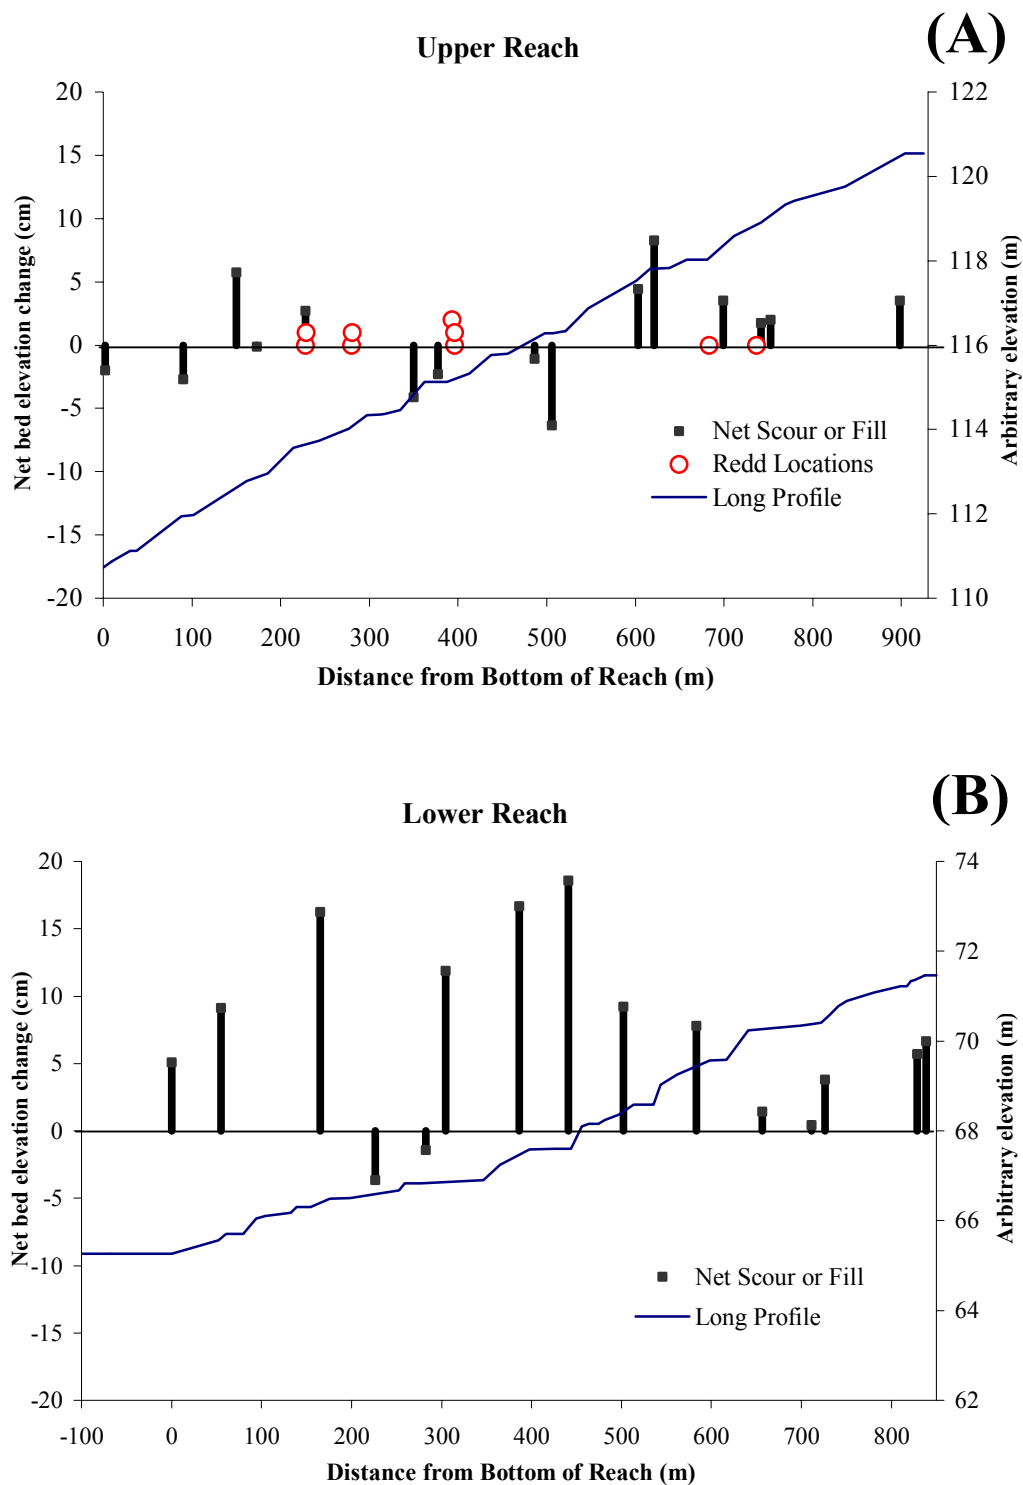 (A)
Upper Reach
20
15
10
5
0
-5
-10
-15
-20
Net bed elevation change (cm)
122
120
118
116
114
112
110
Arbitrary elevation (m)
Net Scour or Fill
Redd Locations
Long Profile
0 100 200 300 400 500 600 700 800 900
Distance from Bottom of Reach (m)
(B)
Lower Reach
20
15
10
5
0
-5
-10
-15
-20
Net bed elevation change (cm)
74
72
70
68
66
64
62
Arbitrary elevation (m)
Net Scour or Fill
Long Profile
-100 0 100 200 300 400 500 600 700 800
Distance from Bottom of Reach (m)